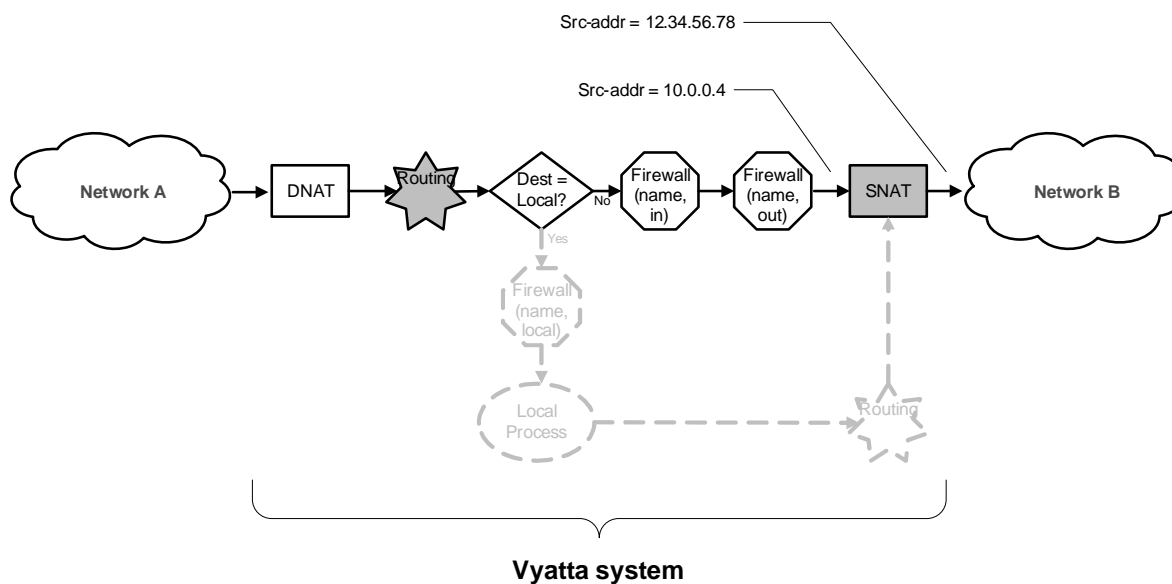 Src-addr = 12.34.56.78
Src-addr = 10.0.0.4
Network A
DNAT
Routing
Dest =
Local?
No
Firewall
(name,
in)
Firewall
(name,
out)
SNAT
Network B
Yes
Firewall
(name,
local)
Local
Process
Routing
Vyatta system